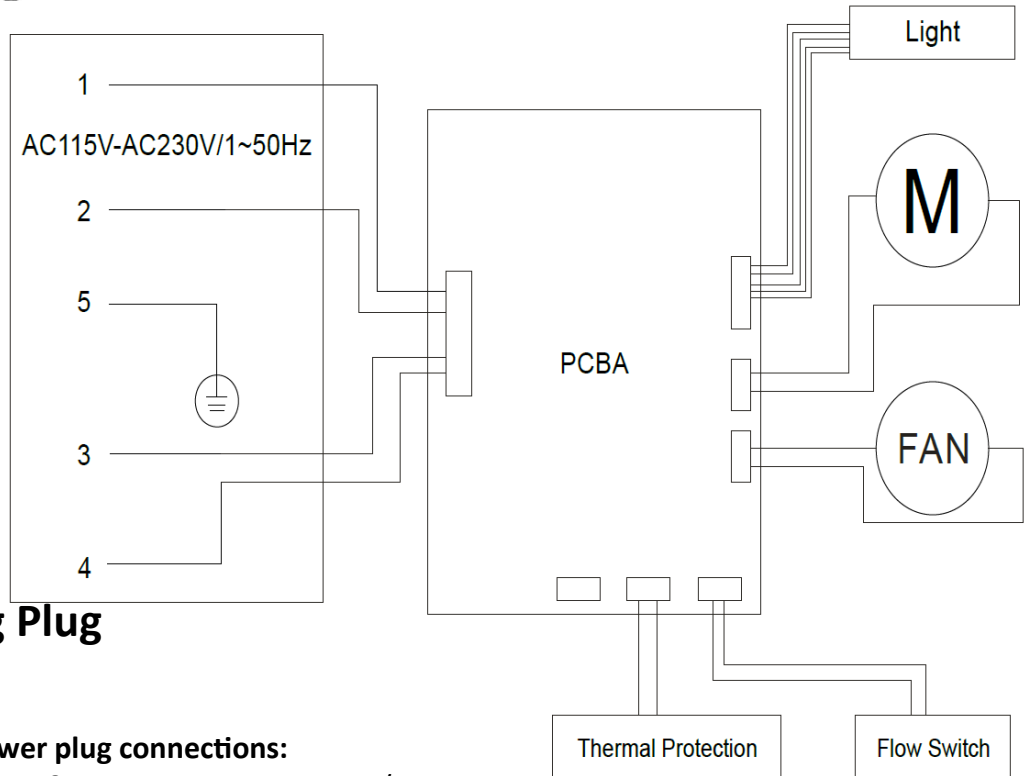 1
AC115V-AC230V/1~50Hz
2
5
3
4
PCBA
Light
M
FAN
Plug
plug connections:
Thermal Protection
Flow Switch